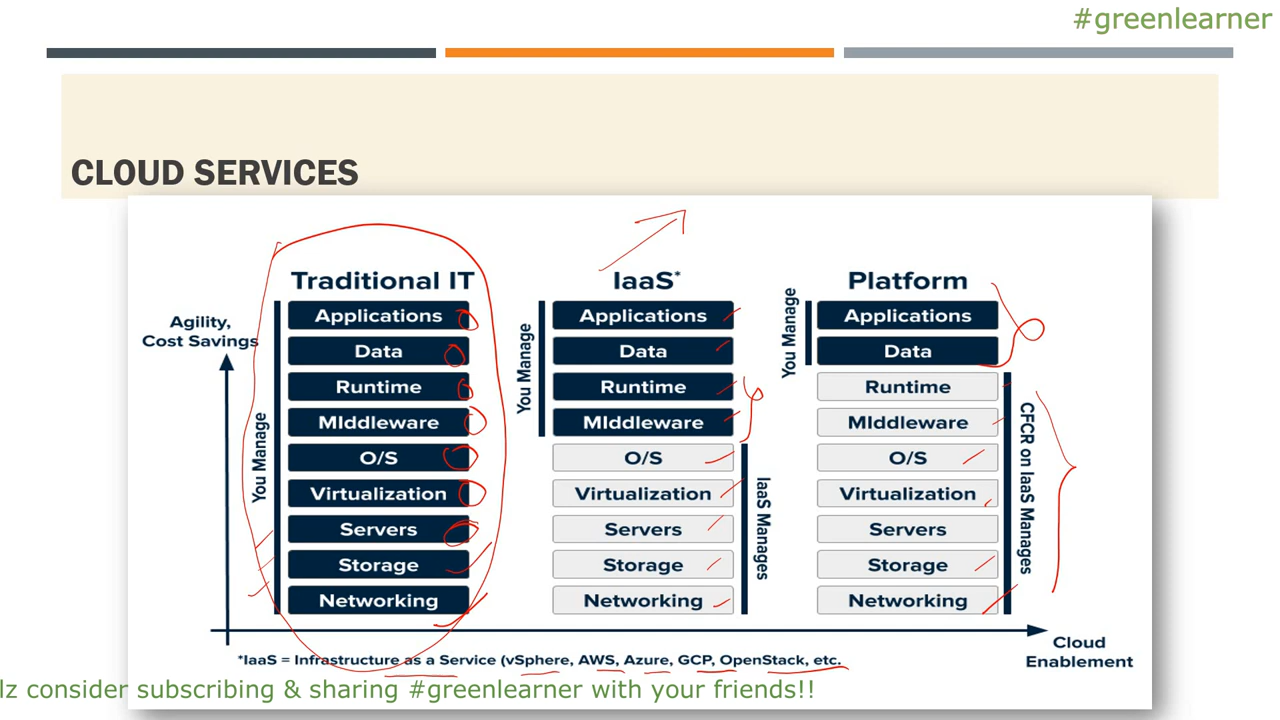 #greenlearner
CLOUD SERVICES
Traditional IT
IaaS*
Platform
Agility,
Cost Savings
You Manage
Applications
Data
Runtime
MIddleware
O/S
Virtualization
Servers
Storage
Networking
You Manage
Applications
Data
Runtime
MIddleware
O/S
Virtualization
Servers
Storage
Networking
IaaS Manages
You Manage
Applications
Data
Runtime
MIddleware
O/S
Virtualization
Servers
Storage
Networking
CFCR on IaaS Manages
Cloud
Enablement
*IaaS = Infrastructure as a Service (vSphere, AWS, Azure, GCP, OpenStack, etc.
lz consider subscribing & sharing #greenlearner with your friends!!